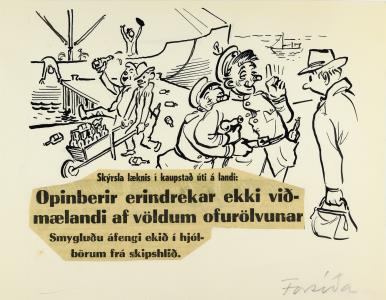 Skýrsla læknis í kaupstað úti á landi:
Opinberir erindrekar ekki við-
mælandi af völdum ofurölvunar
Smygluðu áfengi ekið í hjól-
börum frá skipshlið.
Forsíða